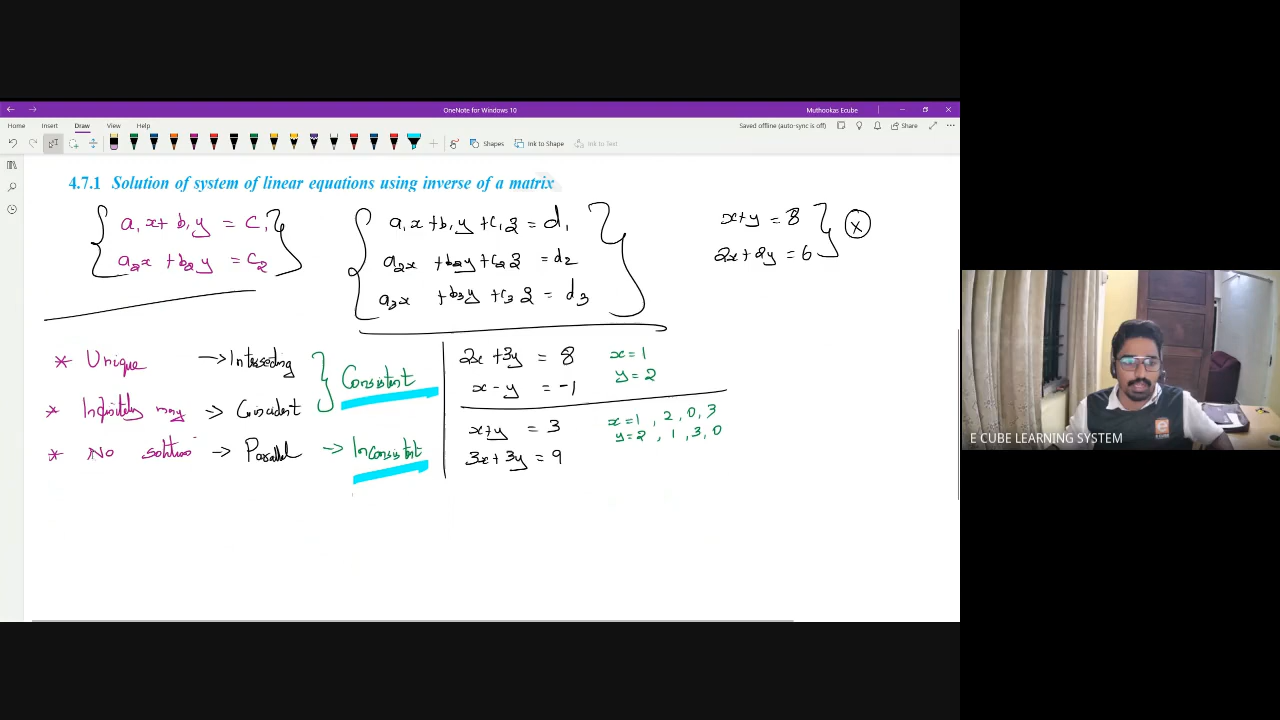 OneNote for Windows 10
Muthookas Ecube
Home Insert Draw View Help
Saved offline (auto-sync is off)
Share
Shapes
Ink to Shape
Ink to Text
4.7.1 Solution of system of linear equations using inverse of a matrix
a₁x + b₁y = c₁
a₂x + b₂y = c₂
a₁x + b₁y + c₁z = d₁
a₂x + b₂y + c₂z = d₂
a₃x + b₃y + c₃z = d₃
x+y = 8
2x+2y = 6
x
* Unique → Intersecting
* Infinitely many → Coincident
Consistent
* No solution → Parallel → Inconsistent
2x + 3y = 8
x - y = -1
x=1
y=2
x+y = 3
3x + 3y = 9
x=1, 2, 0, 3
y=2, 1, 3, 0
E CUBE LEARNING SYSTEM